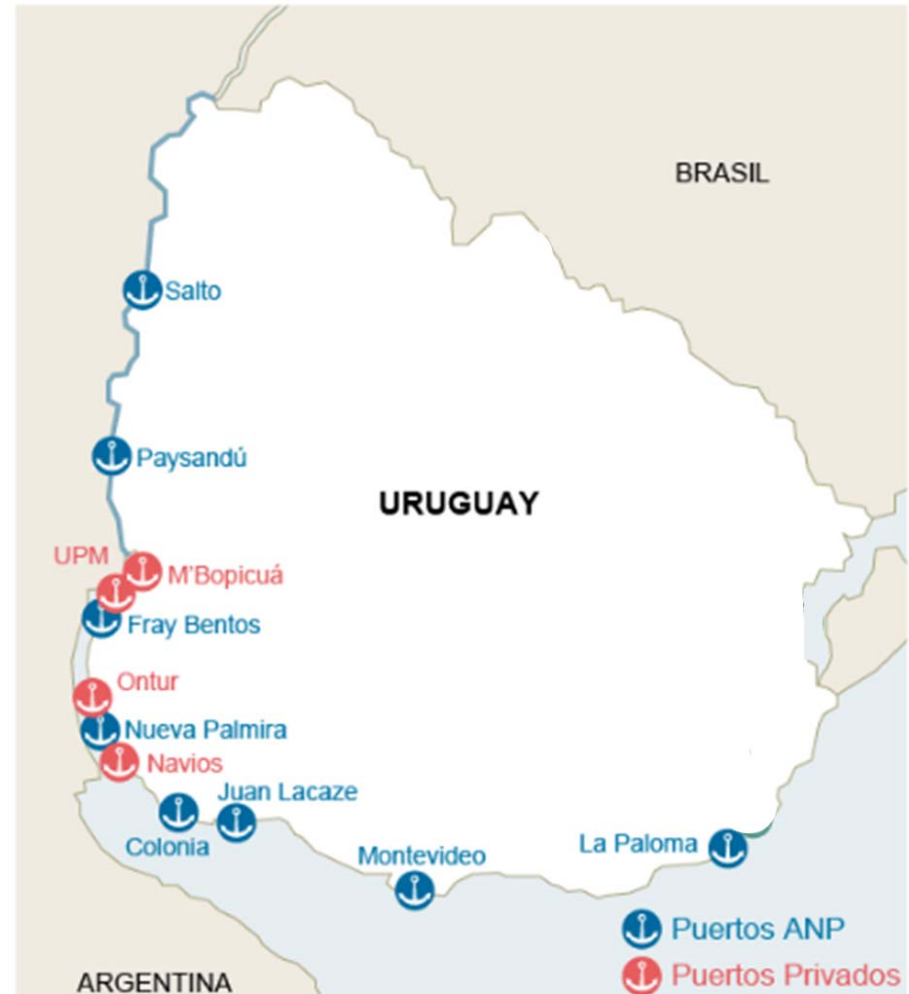 BRASIL
Salto
Paysandú
URUGUAY
UPM
M'Bopicuá
Fray Bentos
Ontur
Nueva Palmira
Navios
Juan Lacaze
Colonia
Montevideo
La Paloma
Puertos ANP
Puertos Privados
ARGENTINA